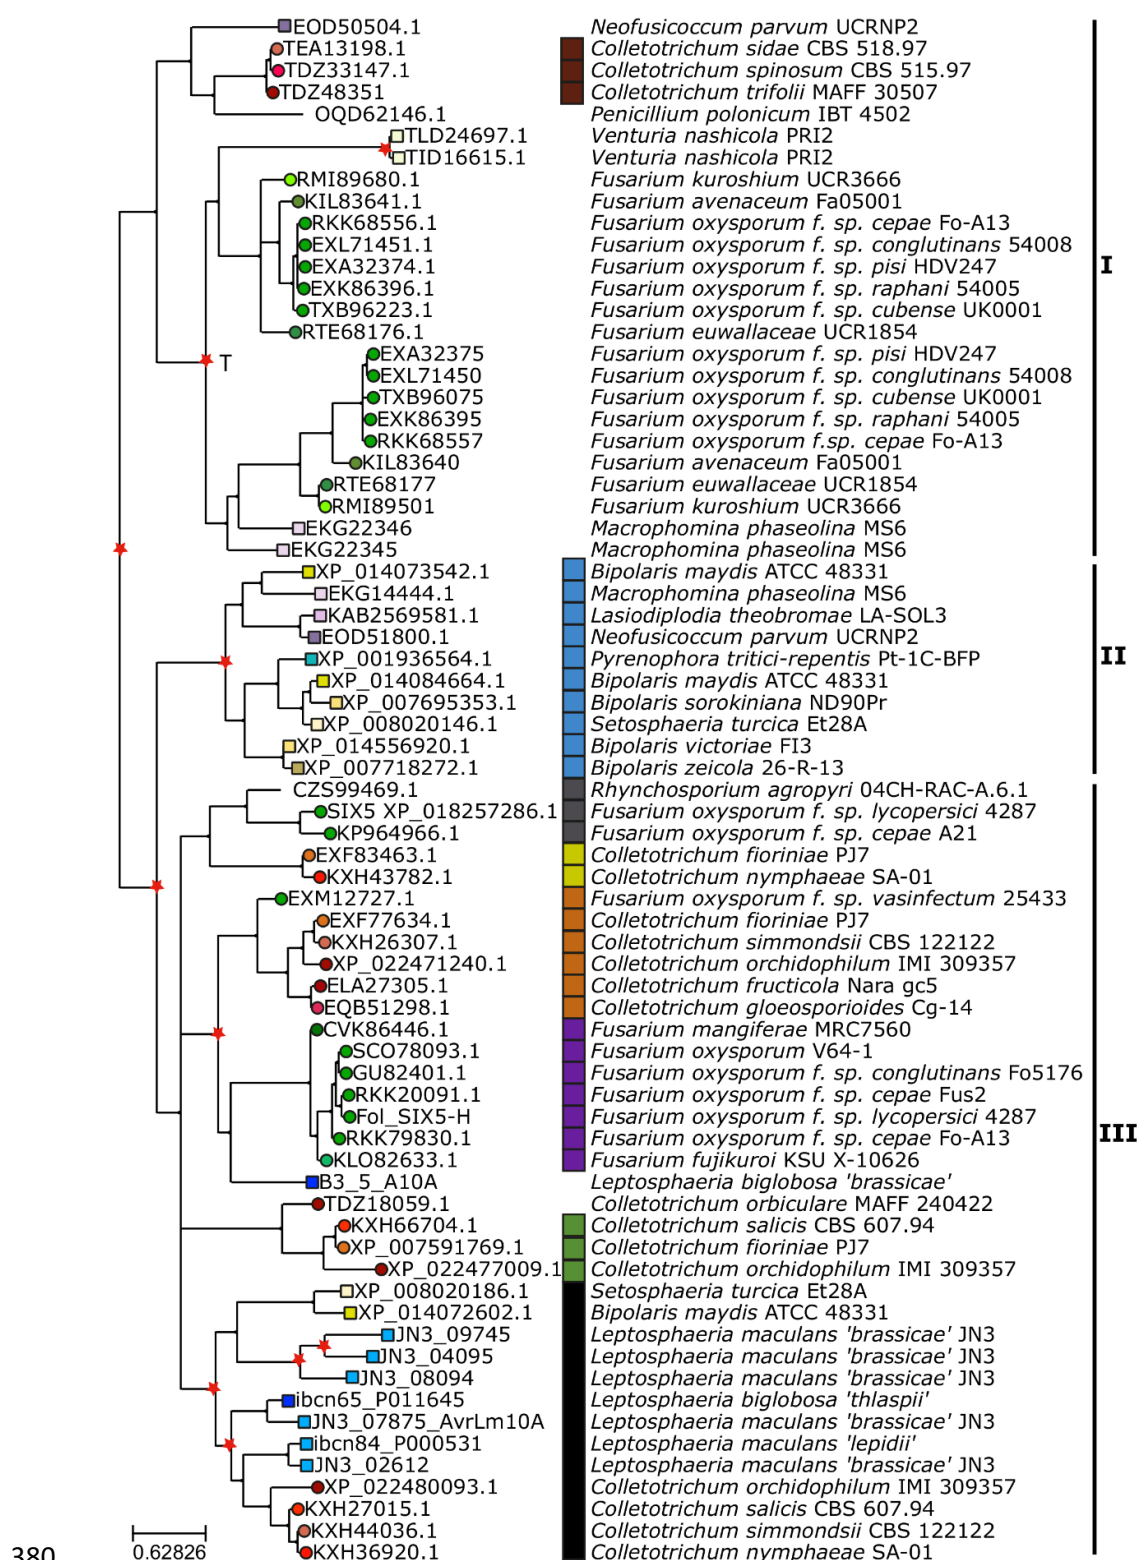 EOD50504.1 Neofusicoccum parvum UCRNP2
TEA13198.1 Colletotrichum sidae CBS 518.97
TDZ33147.1 Colletotrichum spinosum CBS 515.97
TDZ48351 Colletotrichum trifolii MAFF 30507
OQD62146.1 Penicillium polonicum IBT 4502
TLD24697.1 Venturia nashicola PRI2
TID16615.1 Venturia nashicola PRI2
RMI89680.1 Fusarium kuroshium UCR3666
KIL83641.1 Fusarium avenaceum Fa05001
RKK68556.1 Fusarium oxysporum f. sp. cepae Fo-A13
EXL71451.1 Fusarium oxysporum f. sp. conglutinans 54008
EXA32374.1 Fusarium oxysporum f. sp. pisi HDV247 I
EXK86396.1 Fusarium oxysporum f. sp. raphani 54005
TXB96223.1 Fusarium oxysporum f. sp. cubense UK0001
RTE68176.1 Fusarium euwallaceae UCR1854
EXA32375 Fusarium oxysporum f. sp. pisi HDV247
T
EXL71450 Fusarium oxysporum f. sp. conglutinans 54008
TXB96075 Fusarium oxysporum f. sp. cubense UK0001
EXK86395 Fusarium oxysporum f. sp. raphani 54005
RKK68557 Fusarium oxysporum f.sp. cepae Fo-A13
KIL83640 Fusarium avenaceum Fa05001
RTE68177 Fusarium euwallaceae UCR1854
RMI89501 Fusarium kuroshium UCR3666
EKG22346 Macrophomina phaseolina MS6
EKG22345 Macrophomina phaseolina MS6
XP_014073542.1 Bipolaris maydis ATCC 48331
EKG14444.1 Macrophomina phaseolina MS6
KAB2569581.1 Lasiodiplodia theobromae LA-SOL3
EOD51800.1 Neofusicoccum parvum UCRNP2
XP_001936564.1 Pyrenophora tritici-repentis Pt-1C-BFP II
XP_014084664.1 Bipolaris maydis ATCC 48331
XP_007695353.1 Bipolaris sorokiniana ND90Pr
XP_008020146.1 Setosphaeria turcica Et28A
XP_014556920.1 Bipolaris victoriae FI3
XP_007718272.1 Bipolaris zeicola 26-R-13
CZS99469.1 Rhynchosporium agropyri 04CH-RAC-A.6.1
SIX5 XP_018257286.1 Fusarium oxysporum f. sp. lycopersici 4287
KP964966.1 Fusarium oxysporum f. sp. cepae A21
EXF83463.1 Colletotrichum fioriniae PJ7
KXH43782.1 Colletotrichum nymphaeae SA-01
EXM12727.1 Fusarium oxysporum f. sp. vasinfectum 25433
EXF77634.1 Colletotrichum fioriniae PJ7
KXH26307.1 Colletotrichum simmondsii CBS 122122
XP_022471240.1 Colletotrichum orchidophilum IMI 309357
ELA27305.1 Colletotrichum fructicola Nara gc5
EQB51298.1 Colletotrichum gloeosporioides Cg-14
CVK86446.1 Fusarium mangiferae MRC7560
SCO78093.1 Fusarium oxysporum V64-1
GU82401.1 Fusarium oxysporum f. sp. conglutinans Fo5176
RKK20091.1 Fusarium oxysporum f. sp. cepae Fus2
Fol_SIX5-H Fusarium oxysporum f. sp. lycopersici 4287
RKK79830.1 Fusarium oxysporum f. sp. cepae Fo-A13 III
KLO82633.1 Fusarium fujikuroi KSU X-10626
B3_5_A10A Leptosphaeria biglobosa 'brassicae'
TDZ18059.1 Colletotrichum orbiculare MAFF 240422
KXH66704.1 Colletotrichum salicis CBS 607.94
XP_007591769.1 Colletotrichum fioriniae PJ7
XP_022477009.1 Colletotrichum orchidophilum IMI 309357
XP_008020186.1 Setosphaeria turcica Et28A
XP_014072602.1 Bipolaris maydis ATCC 48331
JN3_09745 Leptosphaeria maculans 'brassicae' JN3
JN3_04095 Leptosphaeria maculans 'brassicae' JN3
JN3_08094 Leptosphaeria maculans 'brassicae' JN3
ibcn65_P011645 Leptosphaeria biglobosa 'thlaspii'
JN3_07875_AvrLm10A Leptosphaeria maculans 'brassicae' JN3
ibcn84_P000531 Leptosphaeria maculans 'lepidii'
JN3_02612 Leptosphaeria maculans 'brassicae' JN3
XP_022480093.1 Colletotrichum orchidophilum IMI 309357
KXH27015.1 Colletotrichum salicis CBS 607.94
KXH44036.1 Colletotrichum simmondsii CBS 122122
KXH36920.1 Colletotrichum nymphaeae SA-01
380 0.62826